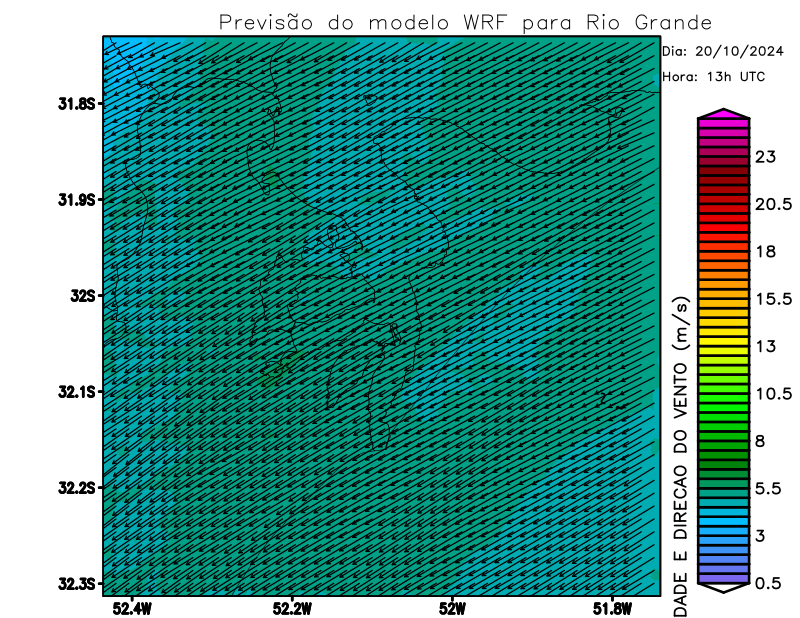 Previsão do modelo WRF para Rio Grande
Dia: 20/10/2024
Hora: 13h UTC
31.8S
31.9S
32S
32.1S
32.2S
32.3S
52.4W
52.2W
52W
51.8W
DADE E DIRECAO DO VENTO (m/s)
23
20.5
18
15.5
13
10.5
8
5.5
3
0.5